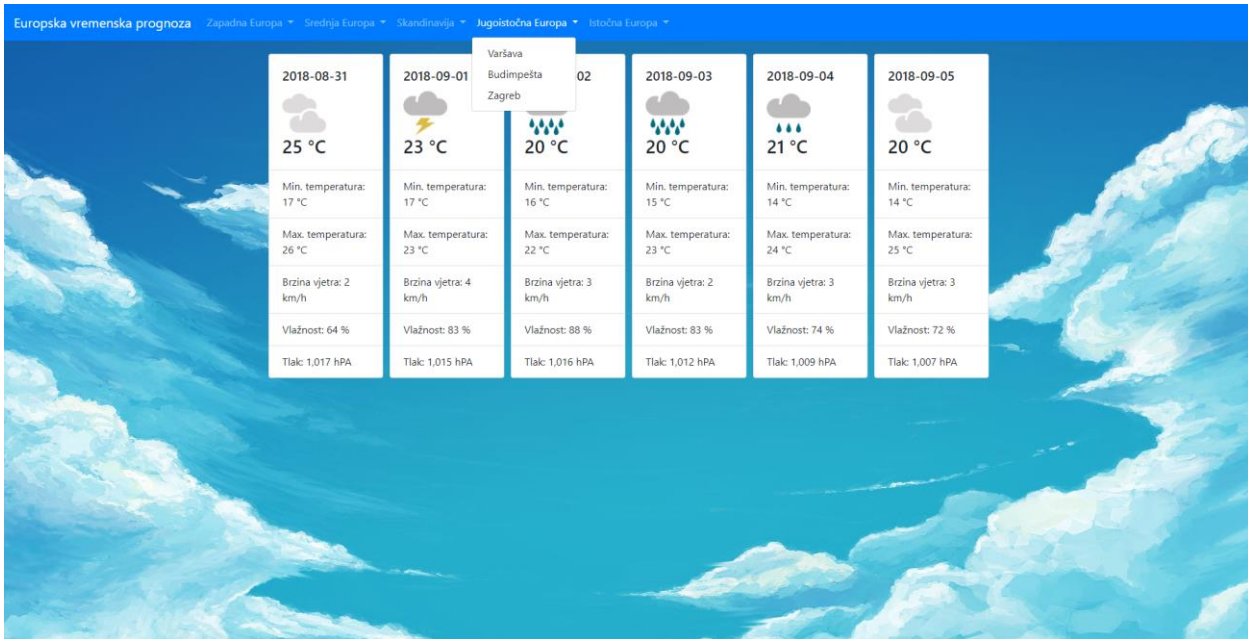 Europska vremenska prognoza Zapadna Europa Srednja Europa Skandinavija Jugoistočna Europa Istočna Europa
Varšava
Budimpešta
Zagreb
2018-08-31
25 °C
Min. temperatura:
17 °C
Max. temperatura:
26 °C
Brzina vjetra: 2
km/h
Vlažnost: 64 %
Tlak: 1,017 hPA
2018-09-01
23 °C
Min. temperatura:
17 °C
Max. temperatura:
23 °C
Brzina vjetra: 4
km/h
Vlažnost: 83 %
Tlak: 1,015 hPA
02
20 °C
Min. temperatura:
16 °C
Max. temperatura:
22 °C
Brzina vjetra: 3
km/h
Vlažnost: 88 %
Tlak: 1,016 hPA
2018-09-03
20 °C
Min. temperatura:
15 °C
Max. temperatura:
23 °C
Brzina vjetra: 2
km/h
Vlažnost: 83 %
Tlak: 1,012 hPA
2018-09-04
21 °C
Min. temperatura:
14 °C
Max. temperatura:
24 °C
Brzina vjetra: 3
km/h
Vlažnost: 74 %
Tlak: 1,009 hPA
2018-09-05
20 °C
Min. temperatura:
14 °C
Max. temperatura:
25 °C
Brzina vjetra: 3
km/h
Vlažnost: 72 %
Tlak: 1,007 hPA